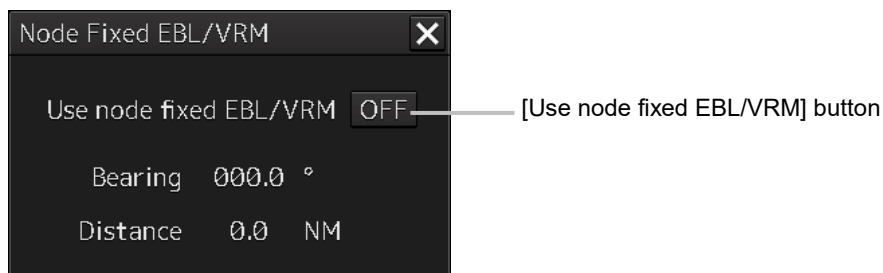 Node Fixed EBL/VRM
Use node fixed EBL/VRM OFF [Use node fixed EBL/VRM] button
Bearing 000.0 °
Distance 0.0 NM